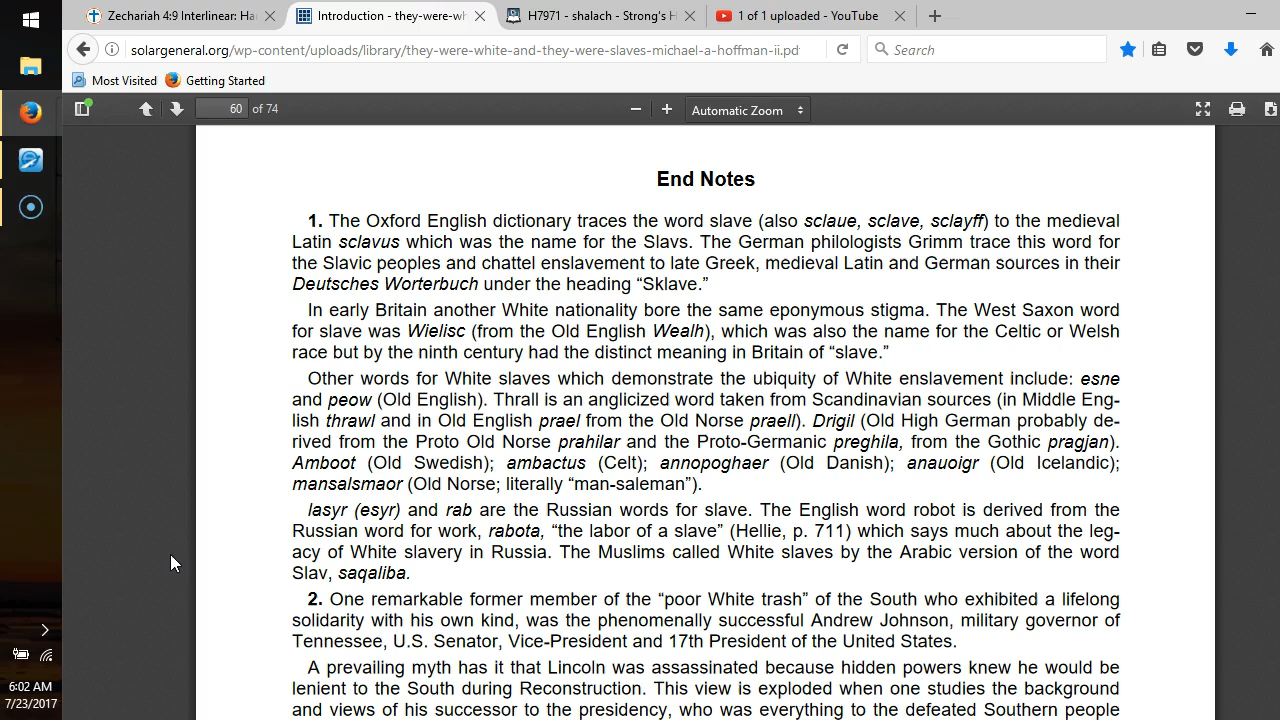 Zechariah 4:9 Interlinear: Ha
Introduction - they-were-wh
H7971 - shalach - Strong's H
1 of 1 uploaded - YouTube
solargeneral.org/wp-content/uploads/library/they-were-white-and-they-were-slaves-michael-a-hoffman-ii.pd
Search
Most Visited
Getting Started
60 of 74
Automatic Zoom
End Notes
1. The Oxford English dictionary traces the word slave (also sclaue, sclave, sclayff) to the medieval
Latin sclavus which was the name for the Slavs. The German philologists Grimm trace this word for
the Slavic peoples and chattel enslavement to late Greek, medieval Latin and German sources in their
Deutsches Worterbuch under the heading “Sklave.”
In early Britain another White nationality bore the same eponymous stigma. The West Saxon word
for slave was Wielisc (from the Old English Wealh), which was also the name for the Celtic or Welsh
race but by the ninth century had the distinct meaning in Britain of “slave.”
Other words for White slaves which demonstrate the ubiquity of White enslavement include: esne
and peow (Old English). Thrall is an anglicized word taken from Scandinavian sources (in Middle Eng-
lish thrawl and in Old English prael from the Old Norse praell). Drigil (Old High German probably de-
rived from the Proto Old Norse prahilar and the Proto-Germanic preghila, from the Gothic pragjan).
Amboot (Old Swedish); ambactus (Celt); annopoghaer (Old Danish); anauoigr (Old Icelandic);
mansalsmaor (Old Norse; literally “man-saleman”).
Iasyr (esyr) and rab are the Russian words for slave. The English word robot is derived from the
Russian word for work, rabota, “the labor of a slave” (Hellie, p. 711) which says much about the leg-
acy of White slavery in Russia. The Muslims called White slaves by the Arabic version of the word
Slav, saqaliba.
2. One remarkable former member of the “poor White trash” of the South who exhibited a lifelong
solidarity with his own kind, was the phenomenally successful Andrew Johnson, military governor of
Tennessee, U.S. Senator, Vice-President and 17th President of the United States.
A prevailing myth has it that Lincoln was assassinated because hidden powers knew he would be
lenient to the South during Reconstruction. This view is exploded when one studies the background
and views of his successor to the presidency, who was everything to the defeated Southern people
6:02 AM
7/23/2017